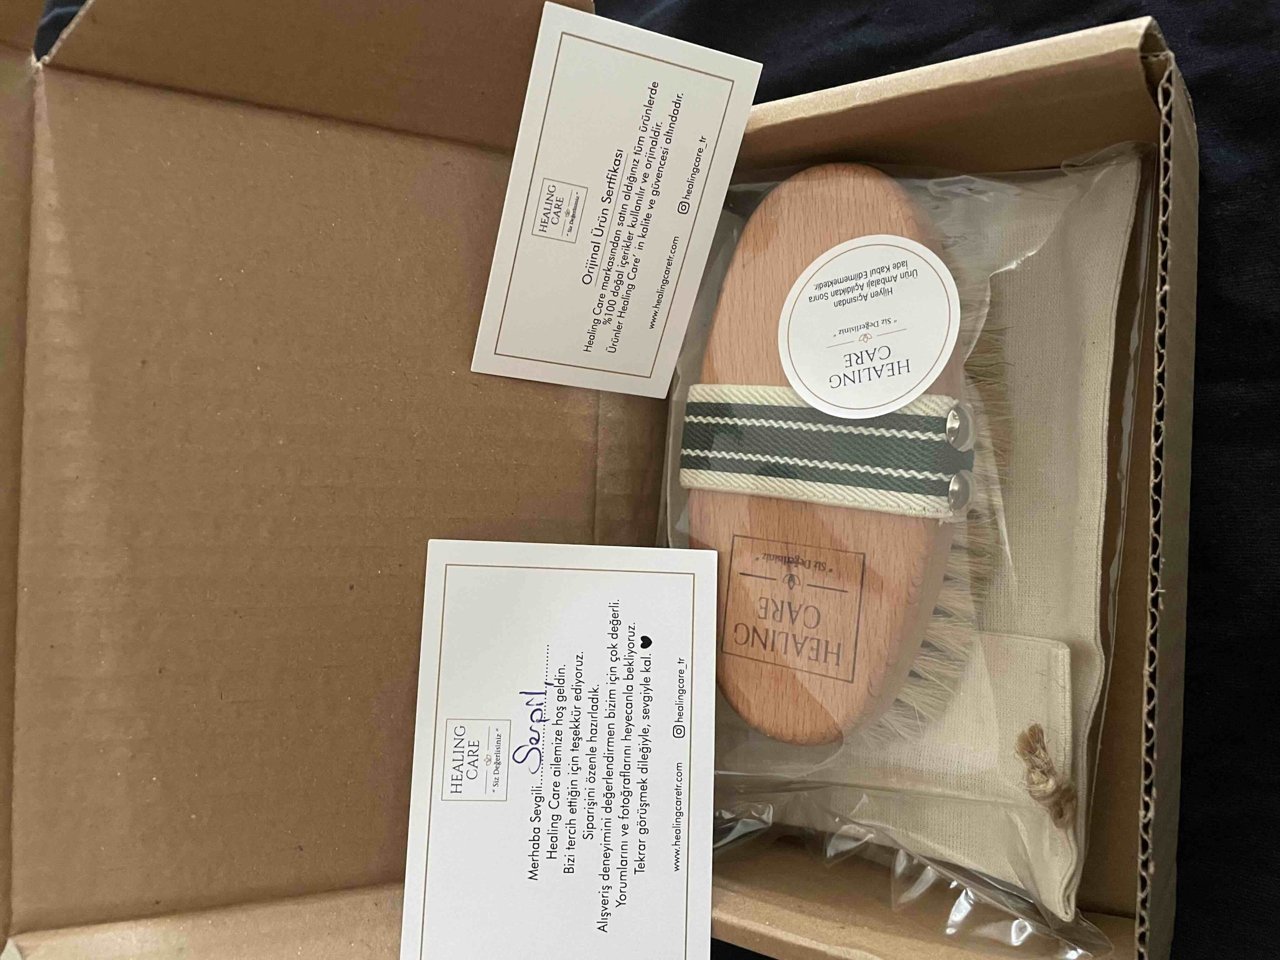 HEALING
CARE
" Siz Değerlisiniz "
Orijinal Ürün Sertfikası
Healing Care markasından satın aldığınız tüm ürünlerde
%100 doğal içerikler kullanılır ve orjinaldir.
Ürünler Healing Care' in kalite ve güvencesi altındadır.
www.healingcaretr.com
healingcare_tr
HEALING
CARE
" Siz Değerlisiniz "
Hijyen Açısından
Ürün Ambalajı Açıldıktan Sonra
İade Kabul Edilmemektedir.
HEALING
CARE
" Siz Değerlisiniz "
HEALING
CARE
" Siz Değerlisiniz "
Merhaba Sevgili......Serpil......
Healing Care ailemize hoş geldin.
Bizi tercih ettiğin için teşekkür ediyoruz.
Siparişini özenle hazırladık.
Alışveriş deneyimini değerlendirmen bizim için çok değerli.
Yorumlarını ve fotoğraflarını heyecanla bekliyoruz.
Tekrar görüşmek dileğiyle, sevgiyle kal. ♥
www.healingcaretr.com
healingcare_tr